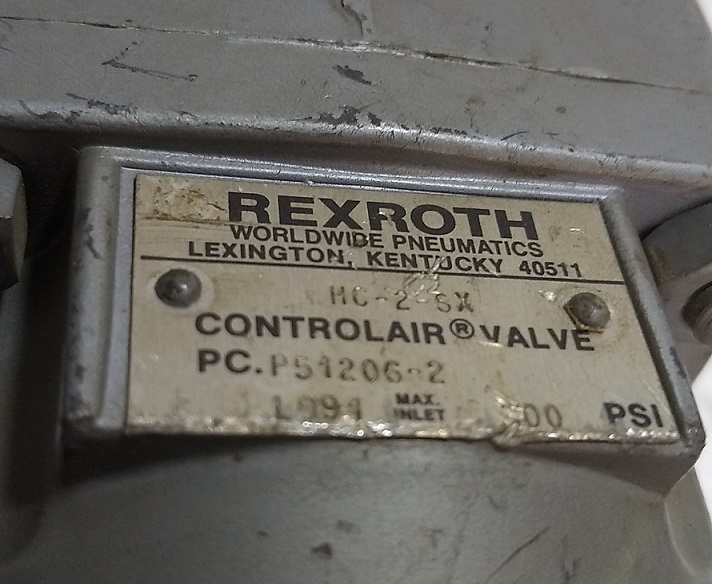 REXROTH
WORLDWIDE PNEUMATICS
LEXINGTON, KENTUCKY 40511
HC-2-SX
CONTROLAIR® VALVE
PC. P51206-2
MAX. INLET PSI